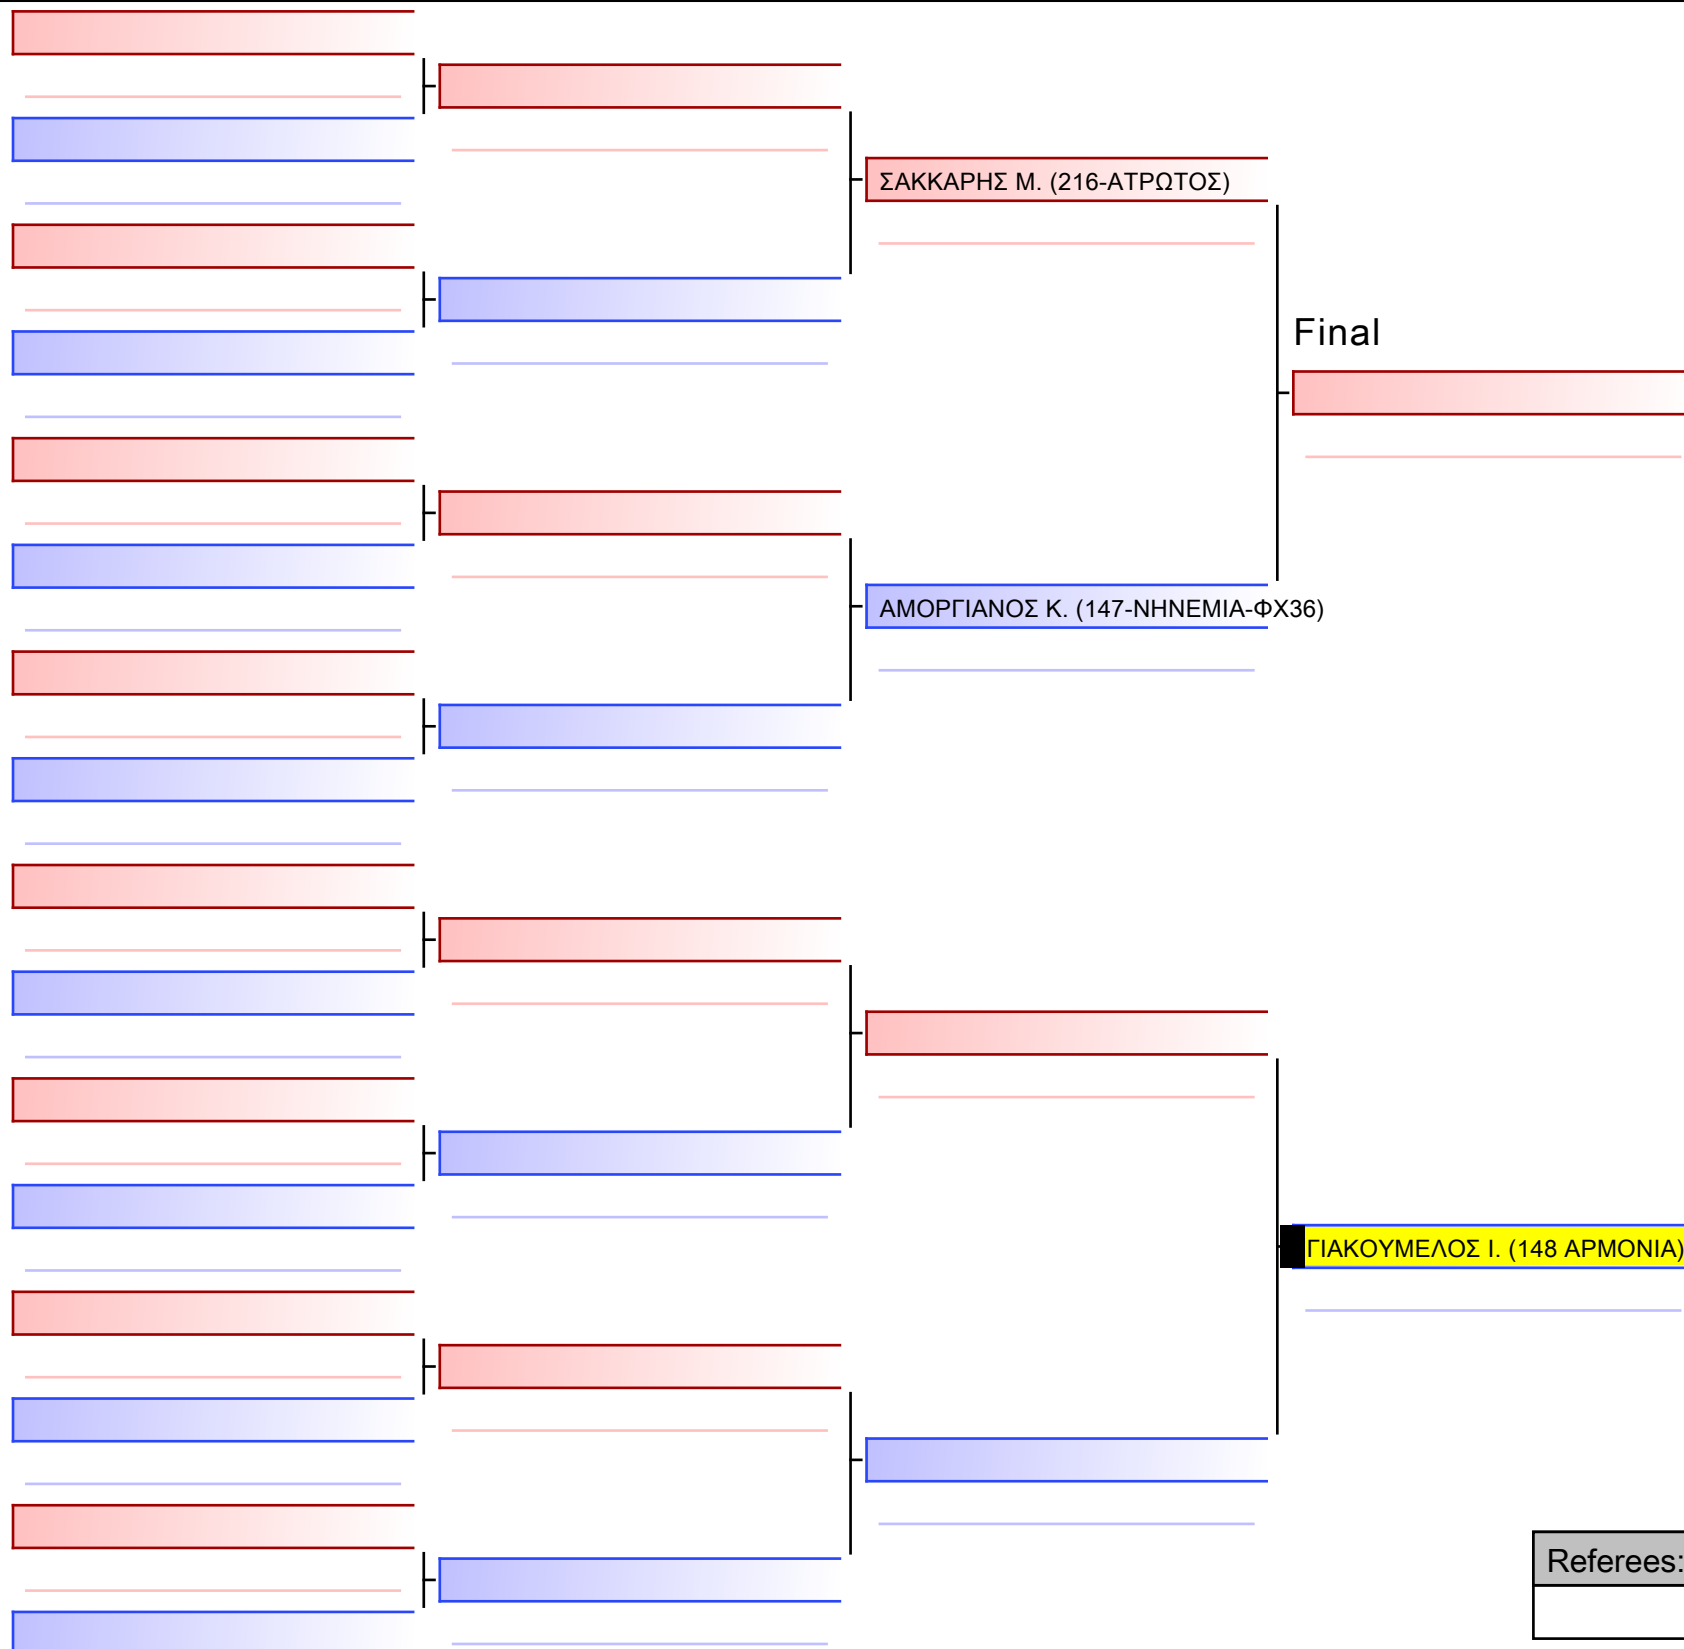 ΣΑΚΚΑΡΗΣ Μ. (216-ΑΤΡΩΤΟΣ)
Final
ΑΜΟΡΓΙΑΝΟΣ Κ. (147-ΝΗΝΕΜΙΑ-ΦΧ36)
ΓΙΑΚΟΥΜΕΛΟΣ Ι. (148 ΑΡΜΟΝΙΑ)
Referees: